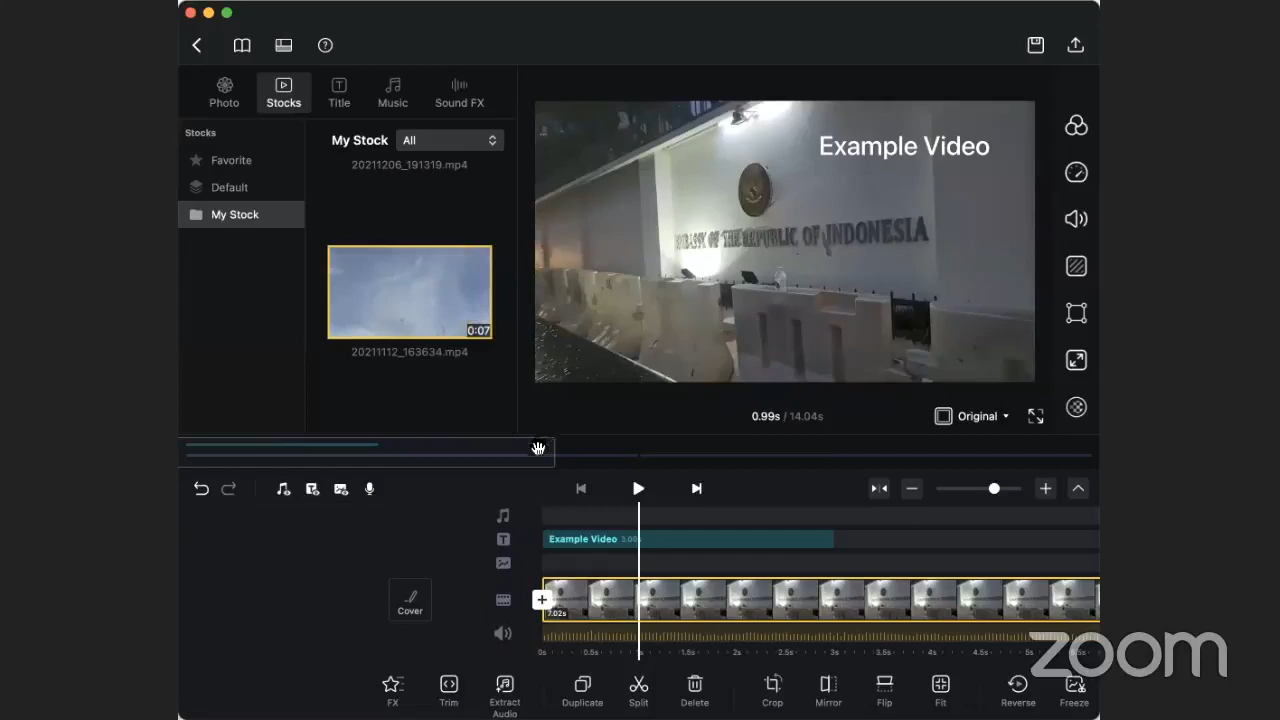 Photo
Stocks
Title
Music
Sound FX
Stocks
Favorite
Default
My Stock
My Stock
All
20211206_191319.mp4
0:07
20211112_163634.mp4
Example Video
EMBASSY OF THE REPUBLIC OF INDONESIA
0.99s / 14.04s
Original
Example Video 3.00s
Cover
7.02s
0s 0.5s 1.5s 2s 2.5s 3s 3.5s 4s 4.5s 5s
zoom
FX
Trim
Extract
Audio
Duplicate
Split
Delete
Crop
Mirror
Flip
Fit
Reverse
Freeze